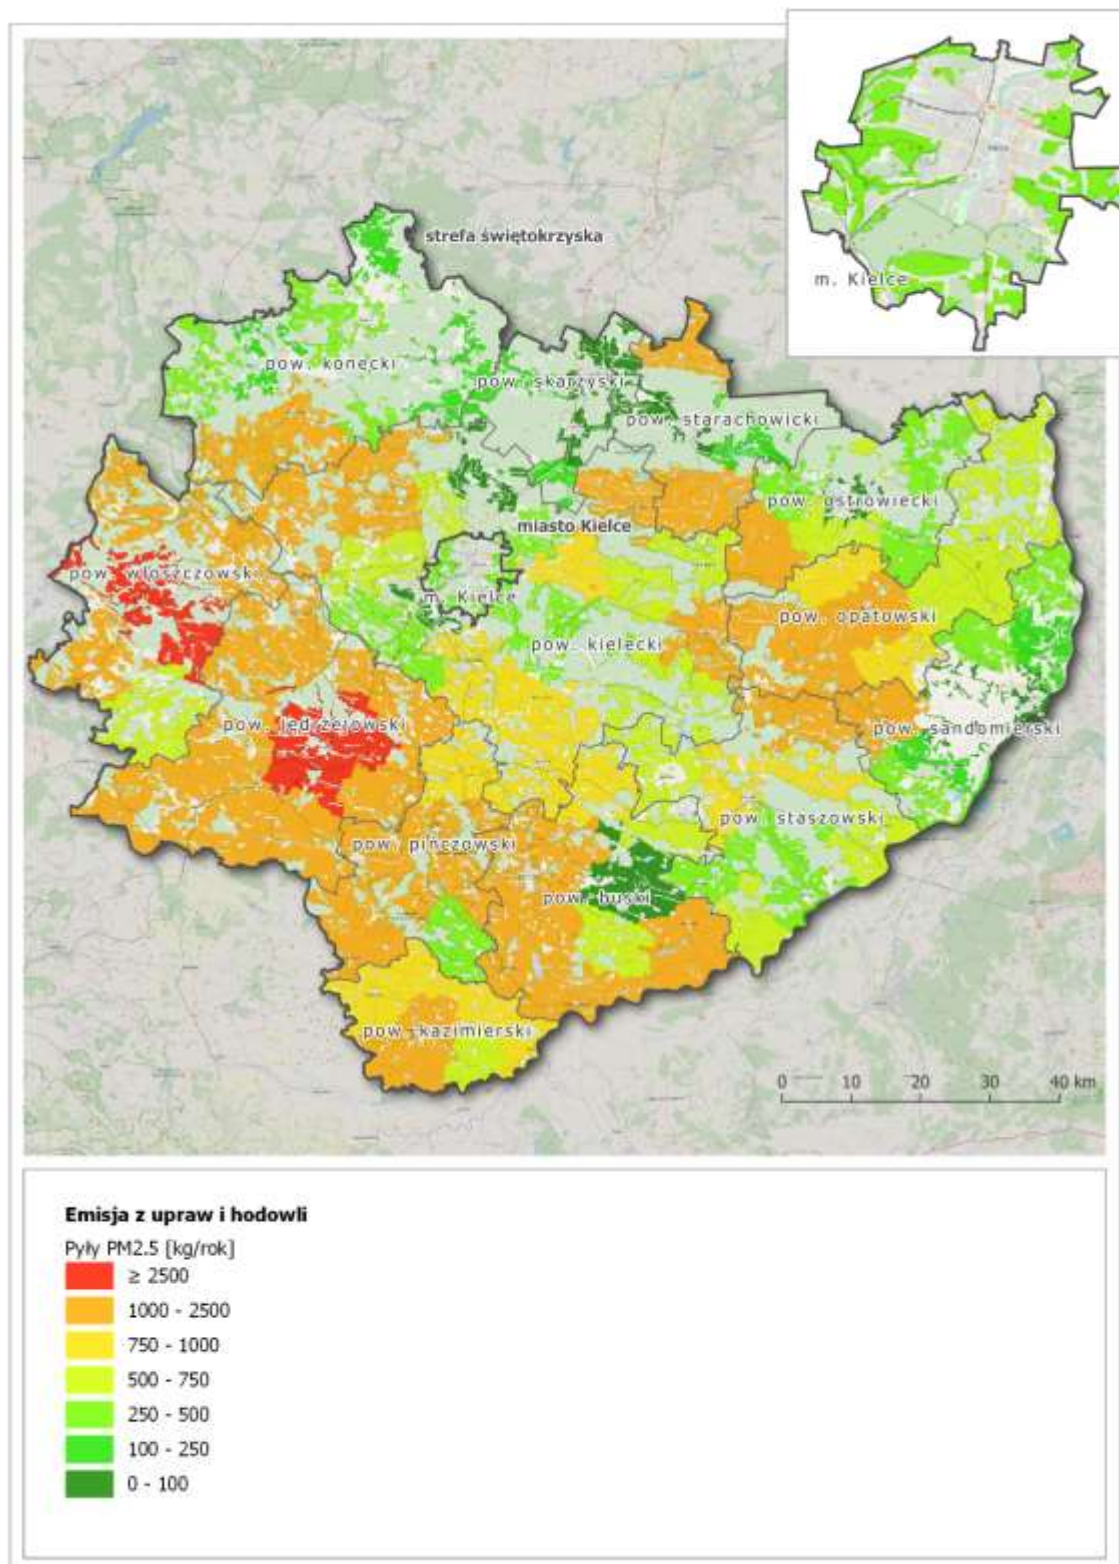 strefa świętokrzyska
m. Kielce
pow. konecki
pow. skarżyski
pow. starachowicki
pow. ostrowiecki
miasto Kielce
pow. włoszczowski
m. Kielce
pow. opatowski
pow. kielecki
pow. jędrzejowski
pow. sandomierski
pow. staszowski
pow. pińczowski
pow. buski
pow. kazimierski
0 10 20 30 40 km
Emisja z upraw i hodowli
Pyły PM2.5 [kg/rok]
≥ 2500
1000 - 2500
750 - 1000
500 - 750
250 - 500
100 - 250
0 - 100